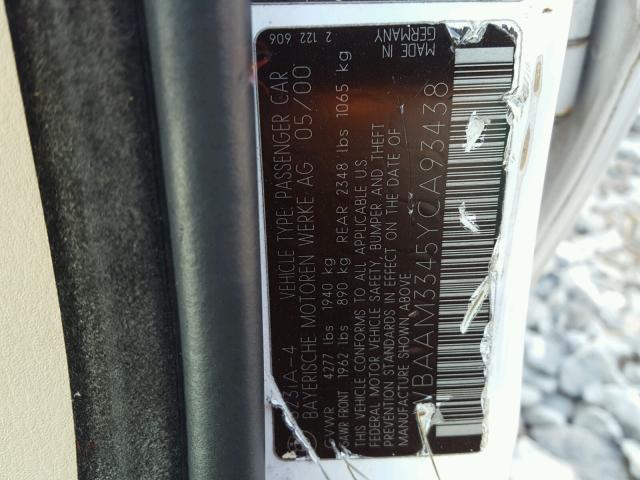 5231A-4 VEHICLE TYPE: PASSENGER CAR 2 122 606
BAYERISCHE MOTOREN WERKE AG 05/00
GVWR 4277 lbs 1940 kg
GAWR FRONT 1962 lbs 890 kg REAR 2348 lbs 1065 kg
THIS VEHICLE CONFORMS TO ALL APPLICABLE U.S.
FEDERAL MOTOR VEHICLE SAFETY, BUMPER, AND THEFT
PREVENTION STANDARDS IN EFFECT ON THE DATE OF
MANUFACTURE SHOWN ABOVE
MADE IN
GERMANY
WBAAM3345YCA93438